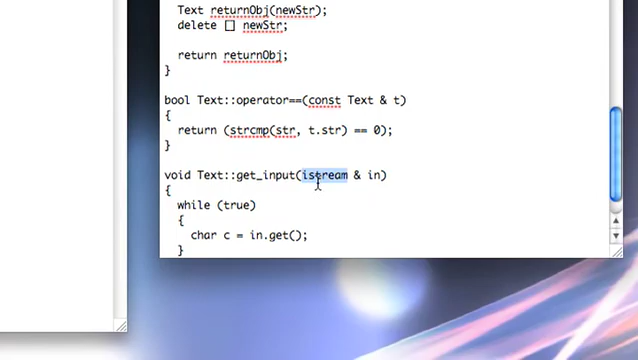 Text returnObj(newStr);
delete [] newStr;
return returnObj;
}
bool Text::operator==(const Text & t)
{
return (strcmp(str, t.str) == 0);
}
void Text::get_input(istream & in)
{
while (true)
{
char c = in.get();
}